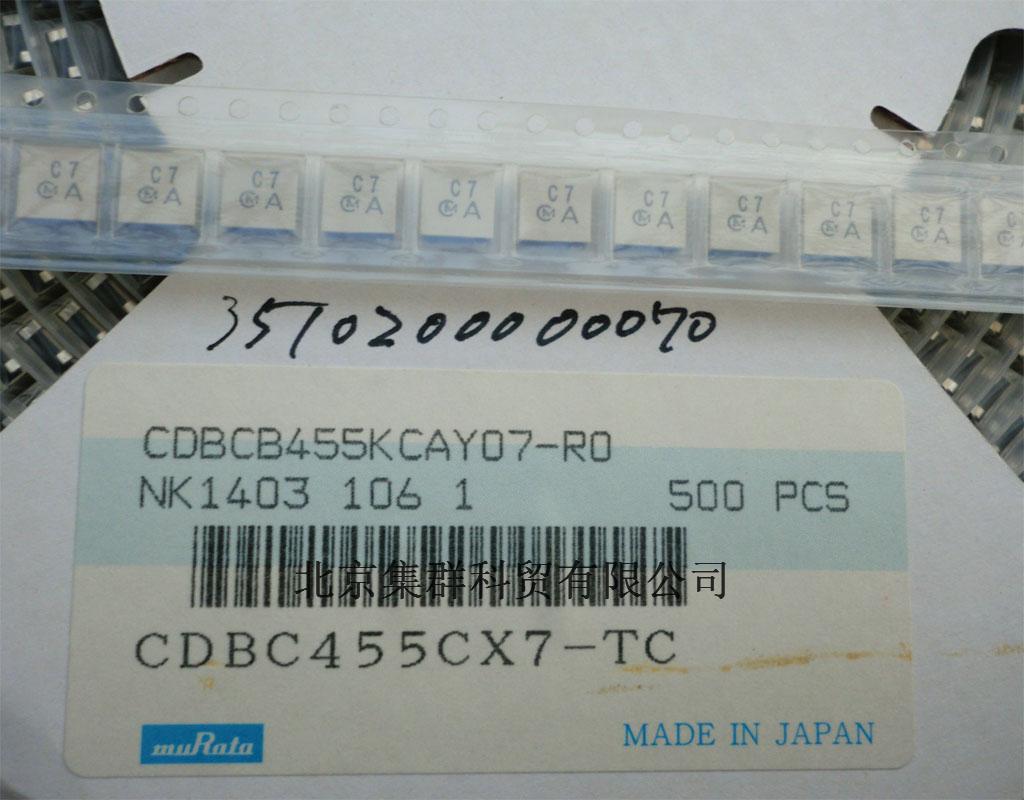 C7 C7 C7 C7 C7 C7 C7 C7 C7 C7 C
A A A A A A A A A A
3570200000070
CDBCB455KCAY07-R0
NK1403 106 1 500 PCS
北京集群科贸有限公司
CDBC455CX7-TC
muRata MADE IN JAPAN